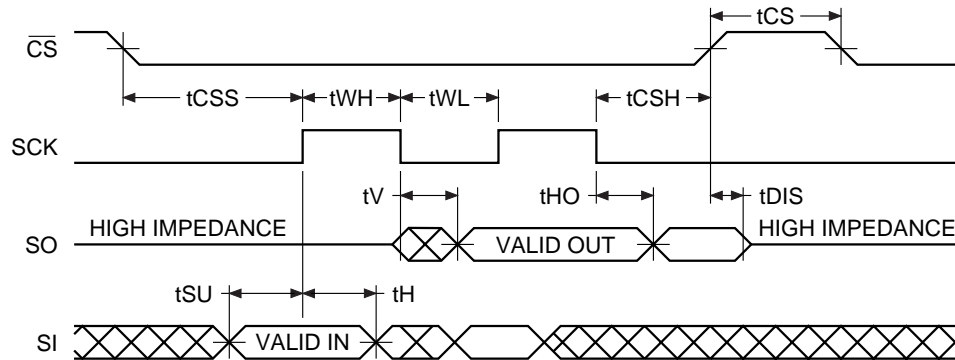 tCS
CS
tCSS
tWH
tWL
tCSH
SCK
tV
tHO
tDIS
HIGH IMPEDANCE
VALID OUT
HIGH IMPEDANCE
SO
tSU
tH
SI
VALID IN